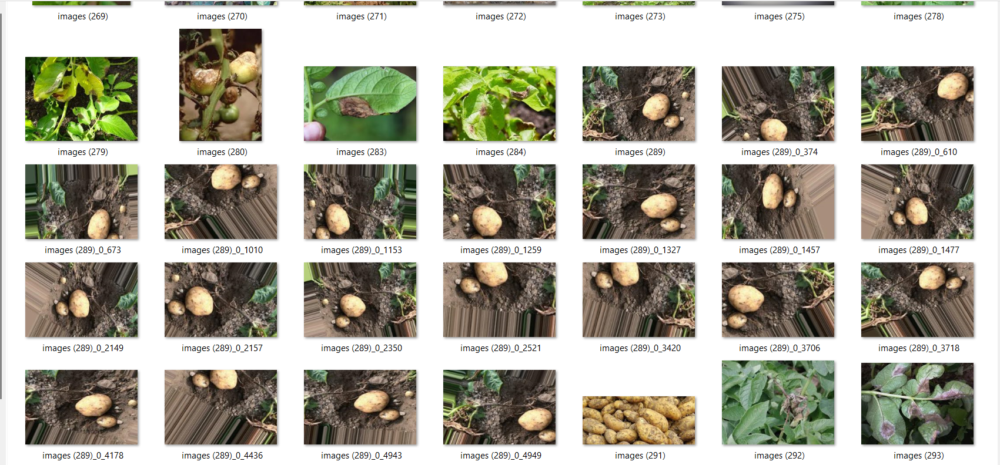 images (269)
images (270)
images (271)
images (272)
images (273)
images (275)
images (278)
images (279)
images (280)
images (283)
images (284)
images (289)
images (289)_0_374
images (289)_0_610
images (289)_0_673
images (289)_0_1010
images (289)_0_1153
images (289)_0_1259
images (289)_0_1327
images (289)_0_1457
images (289)_0_1477
images (289)_0_2149
images (289)_0_2157
images (289)_0_2350
images (289)_0_2521
images (289)_0_3420
images (289)_0_3706
images (289)_0_3718
images (289)_0_4178
images (289)_0_4436
images (289)_0_4943
images (289)_0_4949
images (291)
images (292)
images (293)